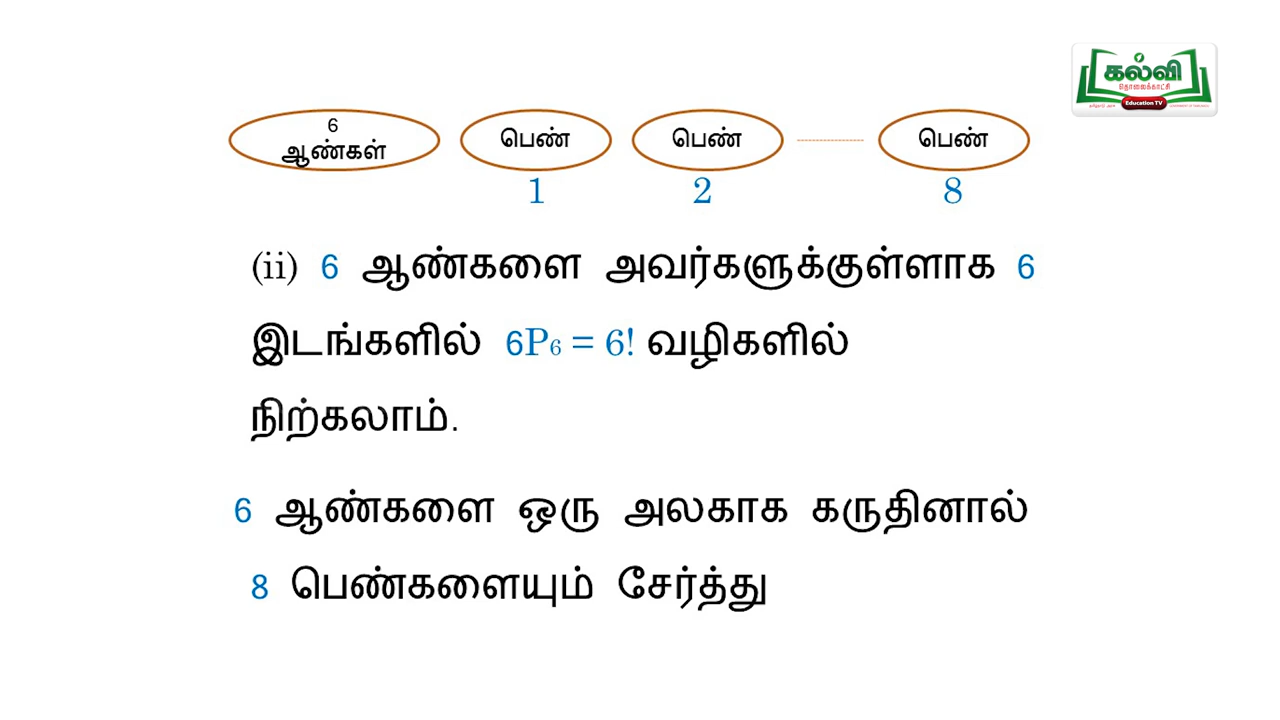 கல்வி
தொலைக்காட்சி
Education TV
6
ஆண்கள் பெண் பெண் பெண்
1 2 8
(ii) 6 ஆண்களை அவர்களுக்குள்ளாக 6
இடங்களில் 6P₆ = 6! வழிகளில்
நிற்கலாம்.
6 ஆண்களை ஒரு அலகாக கருதினால்
8 பெண்களையும் சேர்த்து